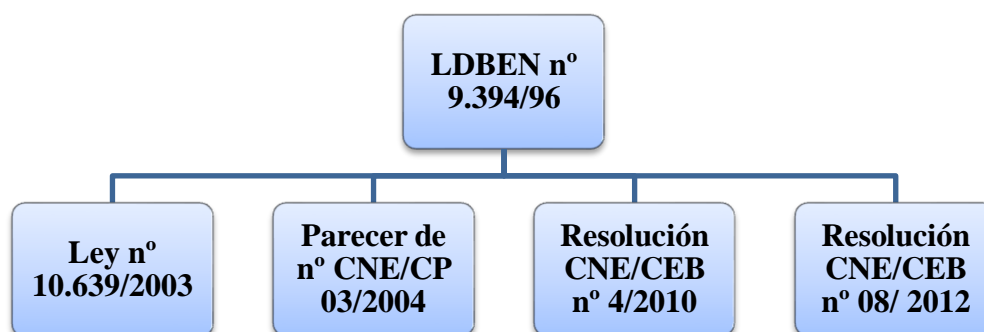 LDBEN nº
9.394/96
Ley nº
10.639/2003
Parecer de
nº CNE/CP
03/2004
Resolución
CNE/CEB
nº 4/2010
Resolución
CNE/CEB
nº 08/ 2012